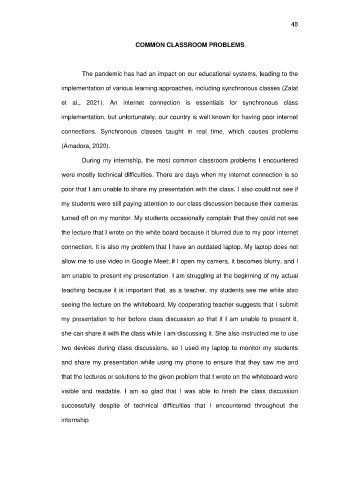 48
COMMON CLASSROOM PROBLEMS
The pandemic has had an impact on our educational systems, leading to the
implementation of various learning approaches, including synchronous classes (Zalat
et al., 2021). An internet connection is essentials for synchronous class
implementation, but unfortunately, our country is well known for having poor internet
connections. Synchronous classes taught in real time, which causes problems
(Amadora, 2020).
During my internship, the most common classroom problems I encountered
were mostly technical difficulties. There are days when my internet connection is so
poor that I am unable to share my presentation with the class. I also could not see if
my students were still paying attention to our class discussion because their cameras
turned off on my monitor. My students occasionally complain that they could not see
the lecture that I wrote on the white board because it blurred due to my poor internet
connection. It is also my problem that I have an outdated laptop. My laptop does not
allow me to use video in Google Meet; if I open my camera, it becomes blurry, and I
am unable to present my presentation. I am struggling at the beginning of my actual
teaching because it is important that, as a teacher, my students see me while also
seeing the lecture on the whiteboard. My cooperating teacher suggests that I submit
my presentation to her before class discussion so that if I am unable to present it,
she can share it with the class while I am discussing it. She also instructed me to use
two devices during class discussions, so I used my laptop to monitor my students
and share my presentation while using my phone to ensure that they saw me and
that the lectures or solutions to the given problem that I wrote on the whiteboard were
visible and readable. I am so glad that I was able to finish the class discussion
successfully despite of technical difficulties that I encountered throughout the
internship.